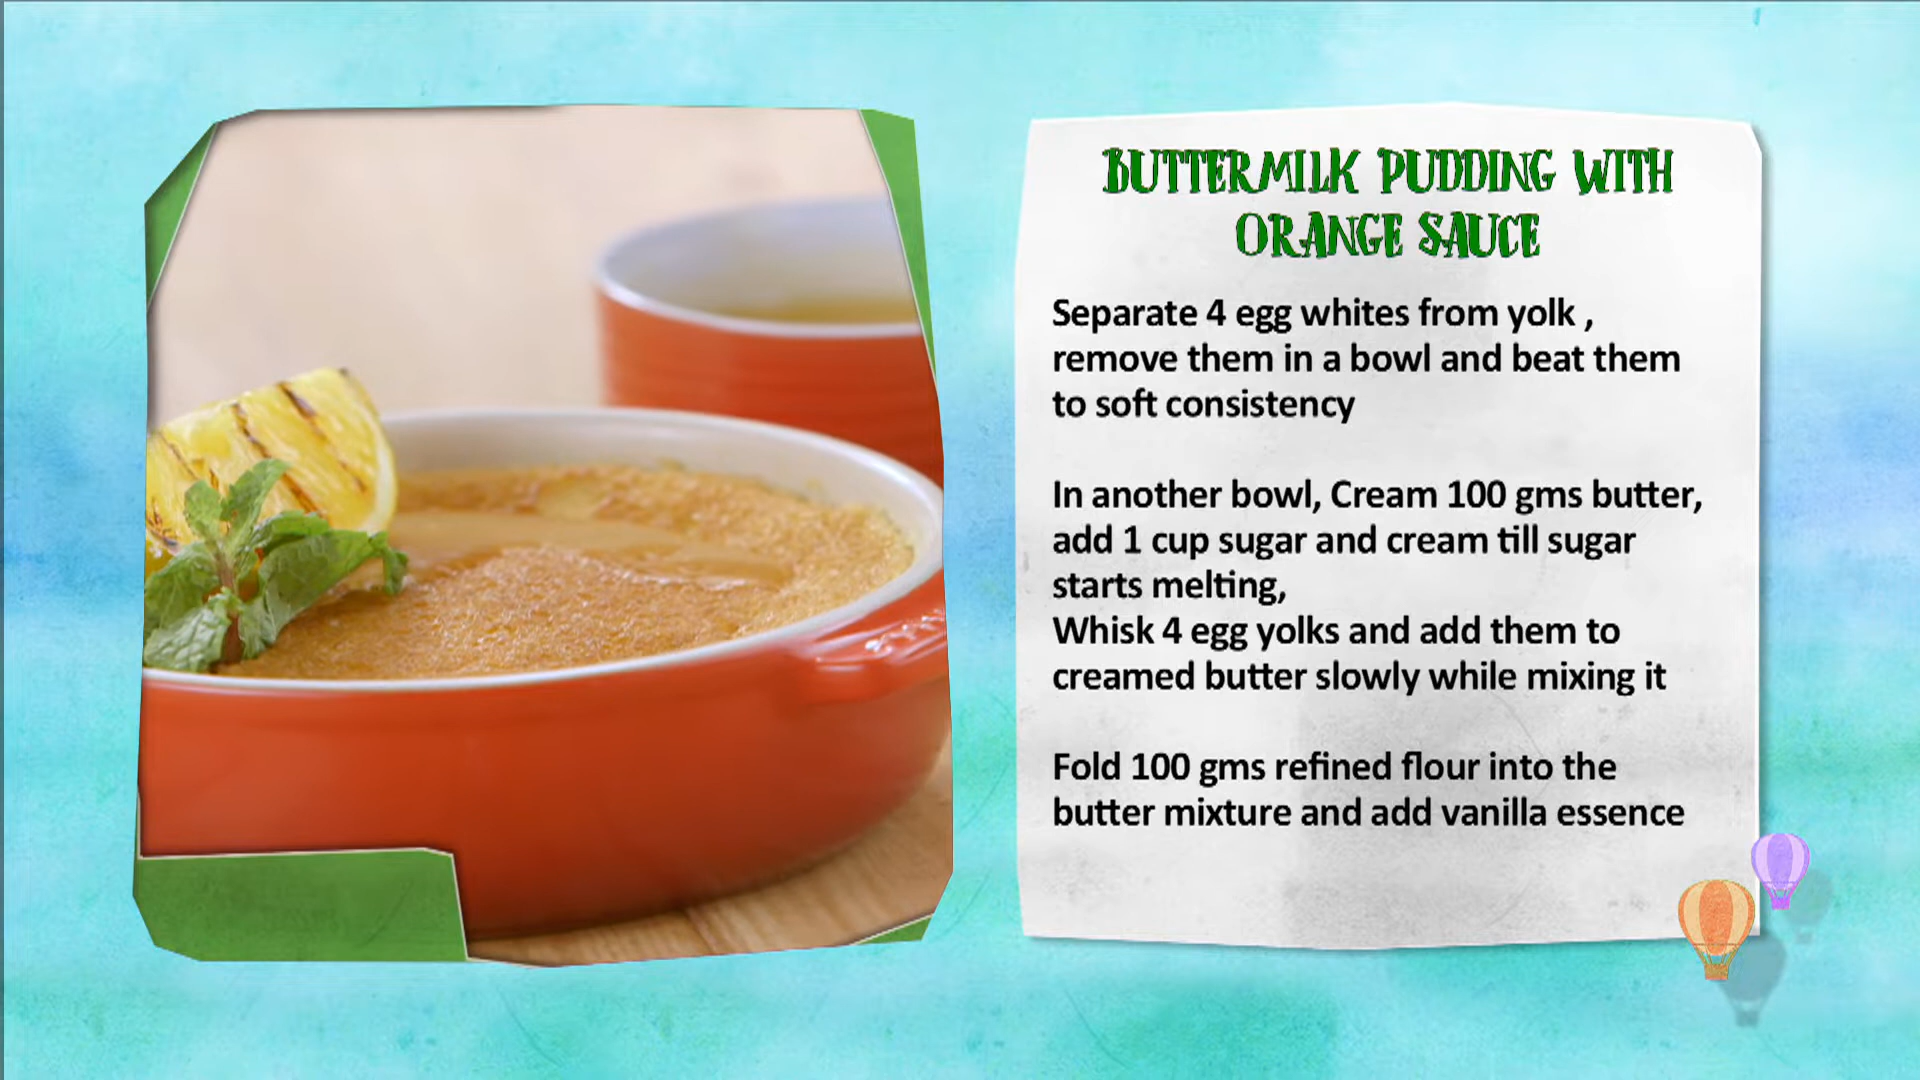 BUTTERMILK PUDDING WITH
ORANGE SAUCE
Separate 4 egg whites from yolk ,
remove them in a bowl and beat them
to soft consistency
In another bowl, Cream 100 gms butter,
add 1 cup sugar and cream till sugar
starts melting,
Whisk 4 egg yolks and add them to
creamed butter slowly while mixing it
Fold 100 gms refined flour into the
butter mixture and add vanilla essence